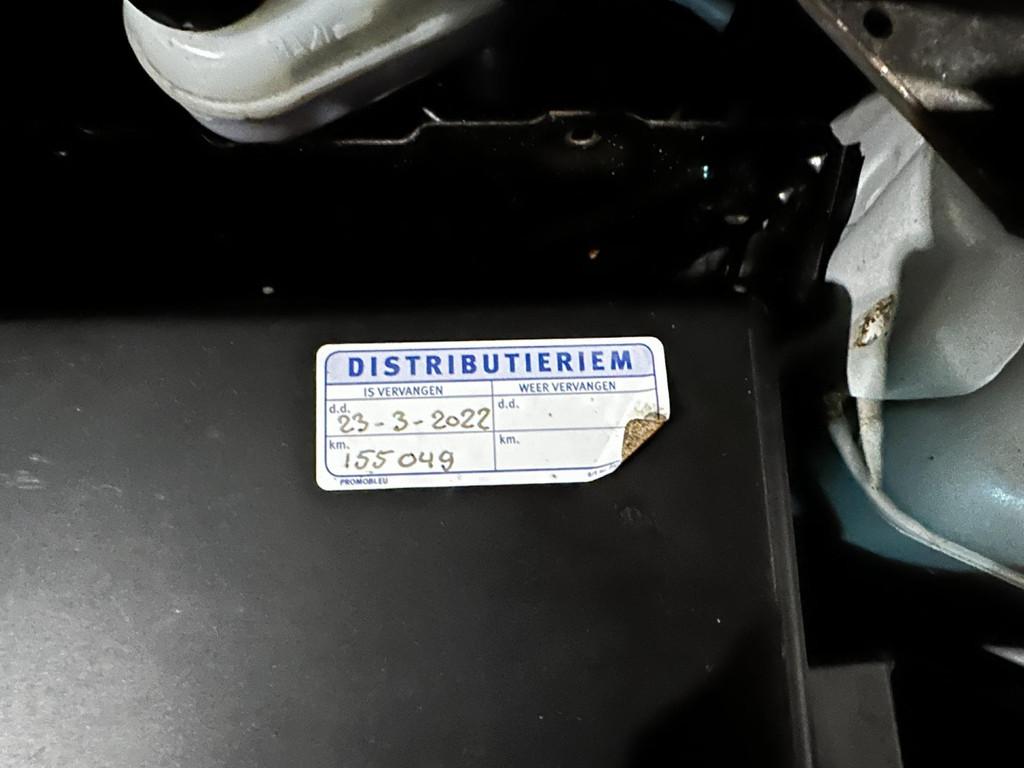 DISTRIBUTIERIEM
IS VERVANGEN WEER VERVANGEN
d.d. 23-3-2022 d.d.
km. 155049 km.
PROMOBLEU